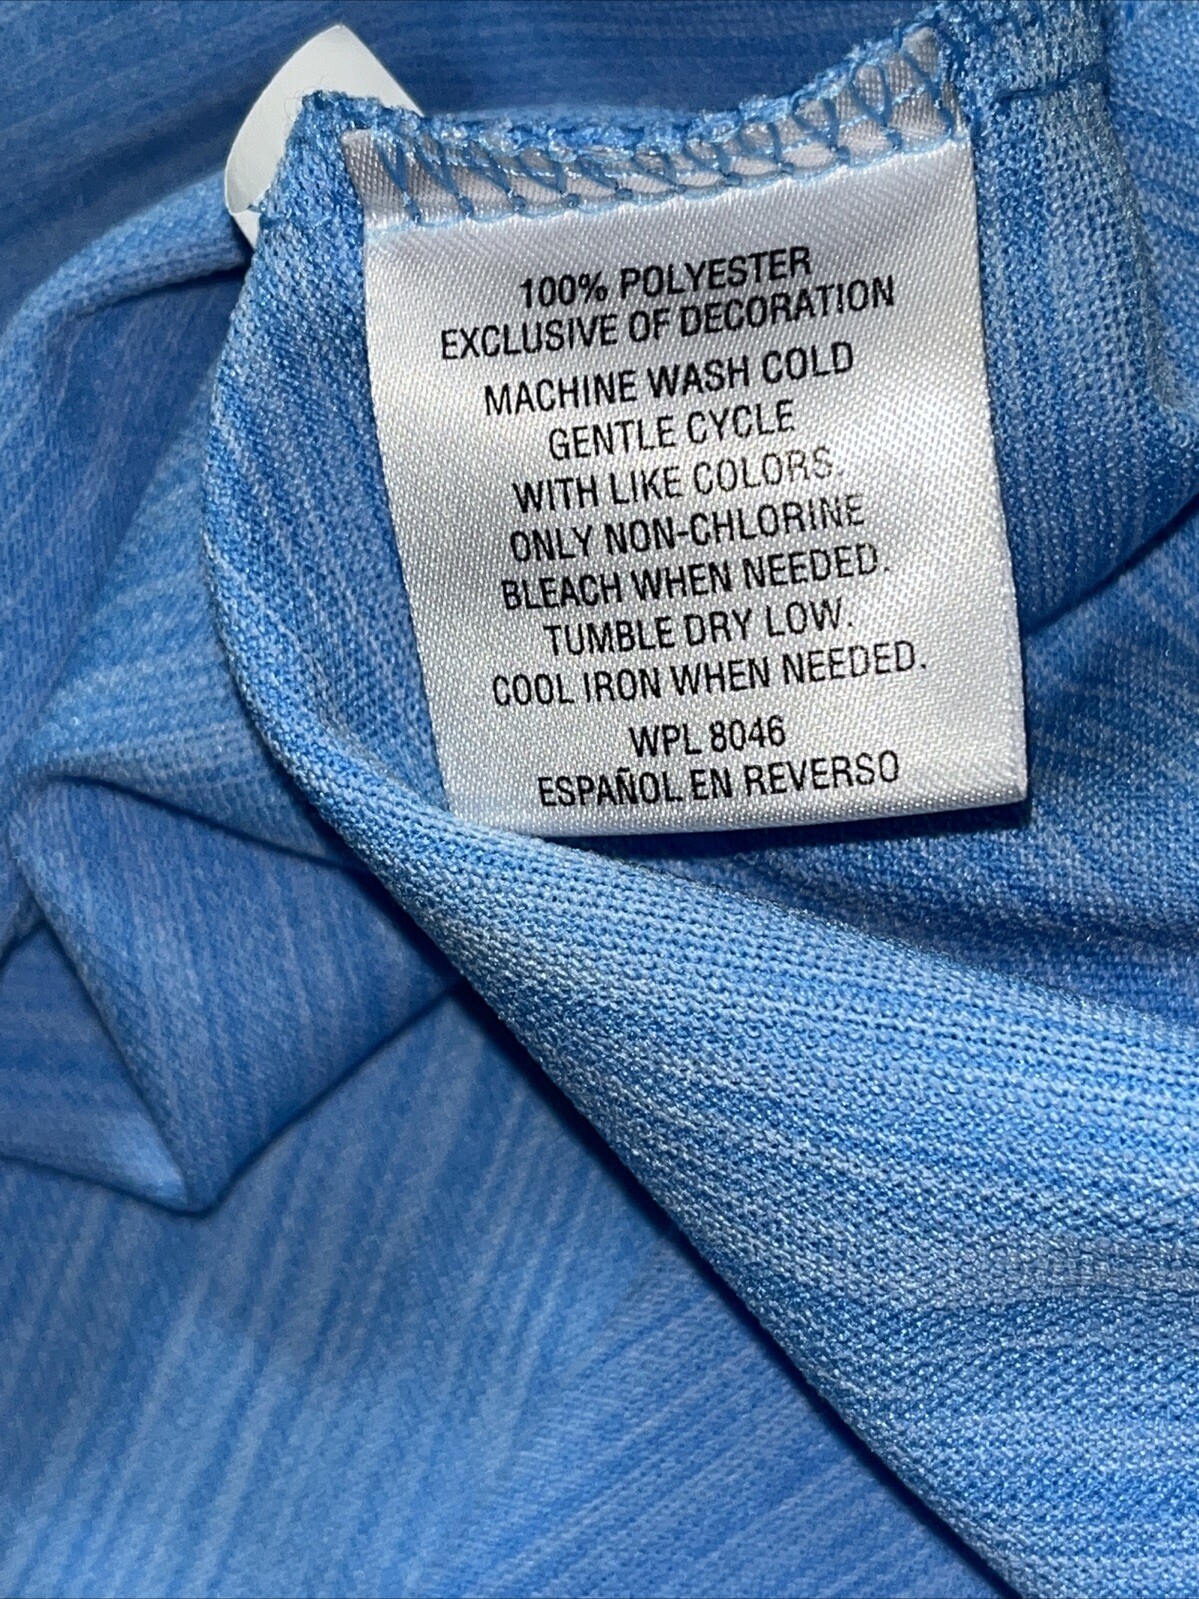 100% POLYESTER
EXCLUSIVE OF DECORATION
MACHINE WASH COLD
GENTLE CYCLE
WITH LIKE COLORS.
ONLY NON-CHLORINE
BLEACH WHEN NEEDED.
TUMBLE DRY LOW.
COOL IRON WHEN NEEDED.
WPL 8046
ESPAÑOL EN REVERSO